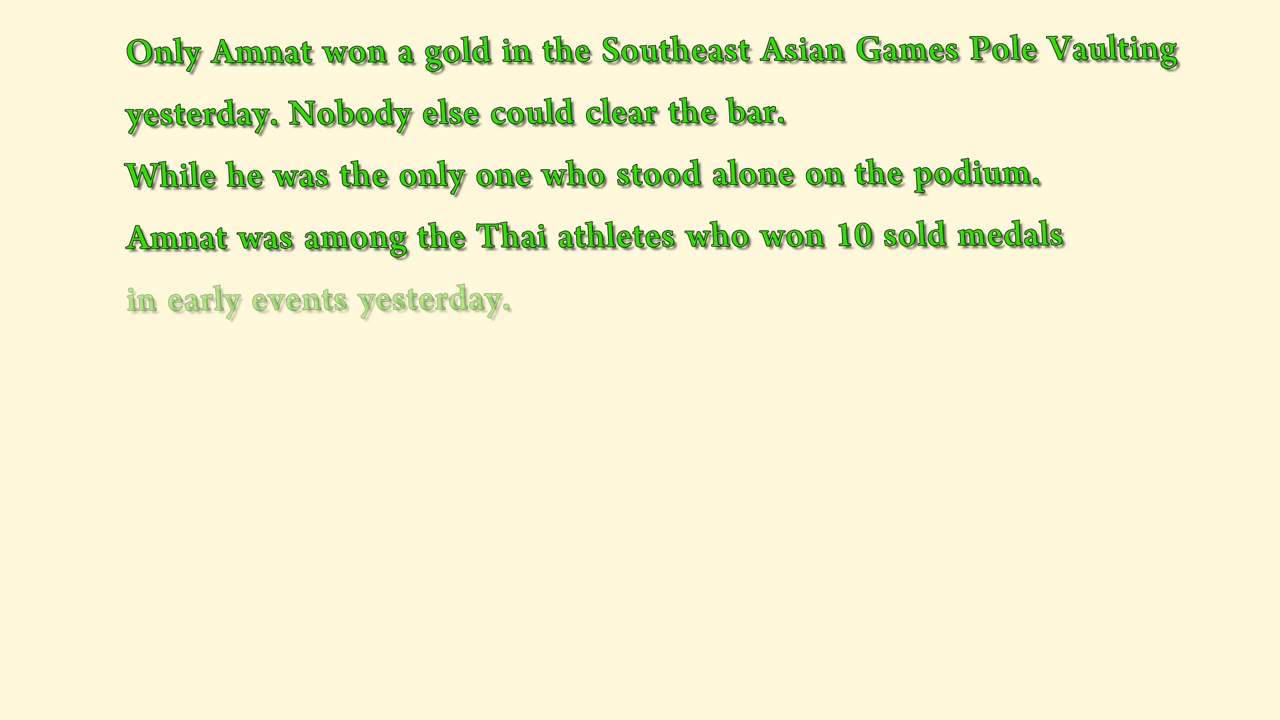 Only Amnat won a gold in the Southeast Asian Games Pole Vaulting
yesterday. Nobody else could clear the bar.
While he was the only one who stood alone on the podium.
Amnat was among the Thai athletes who won 10 sold medals
in early events yesterday.